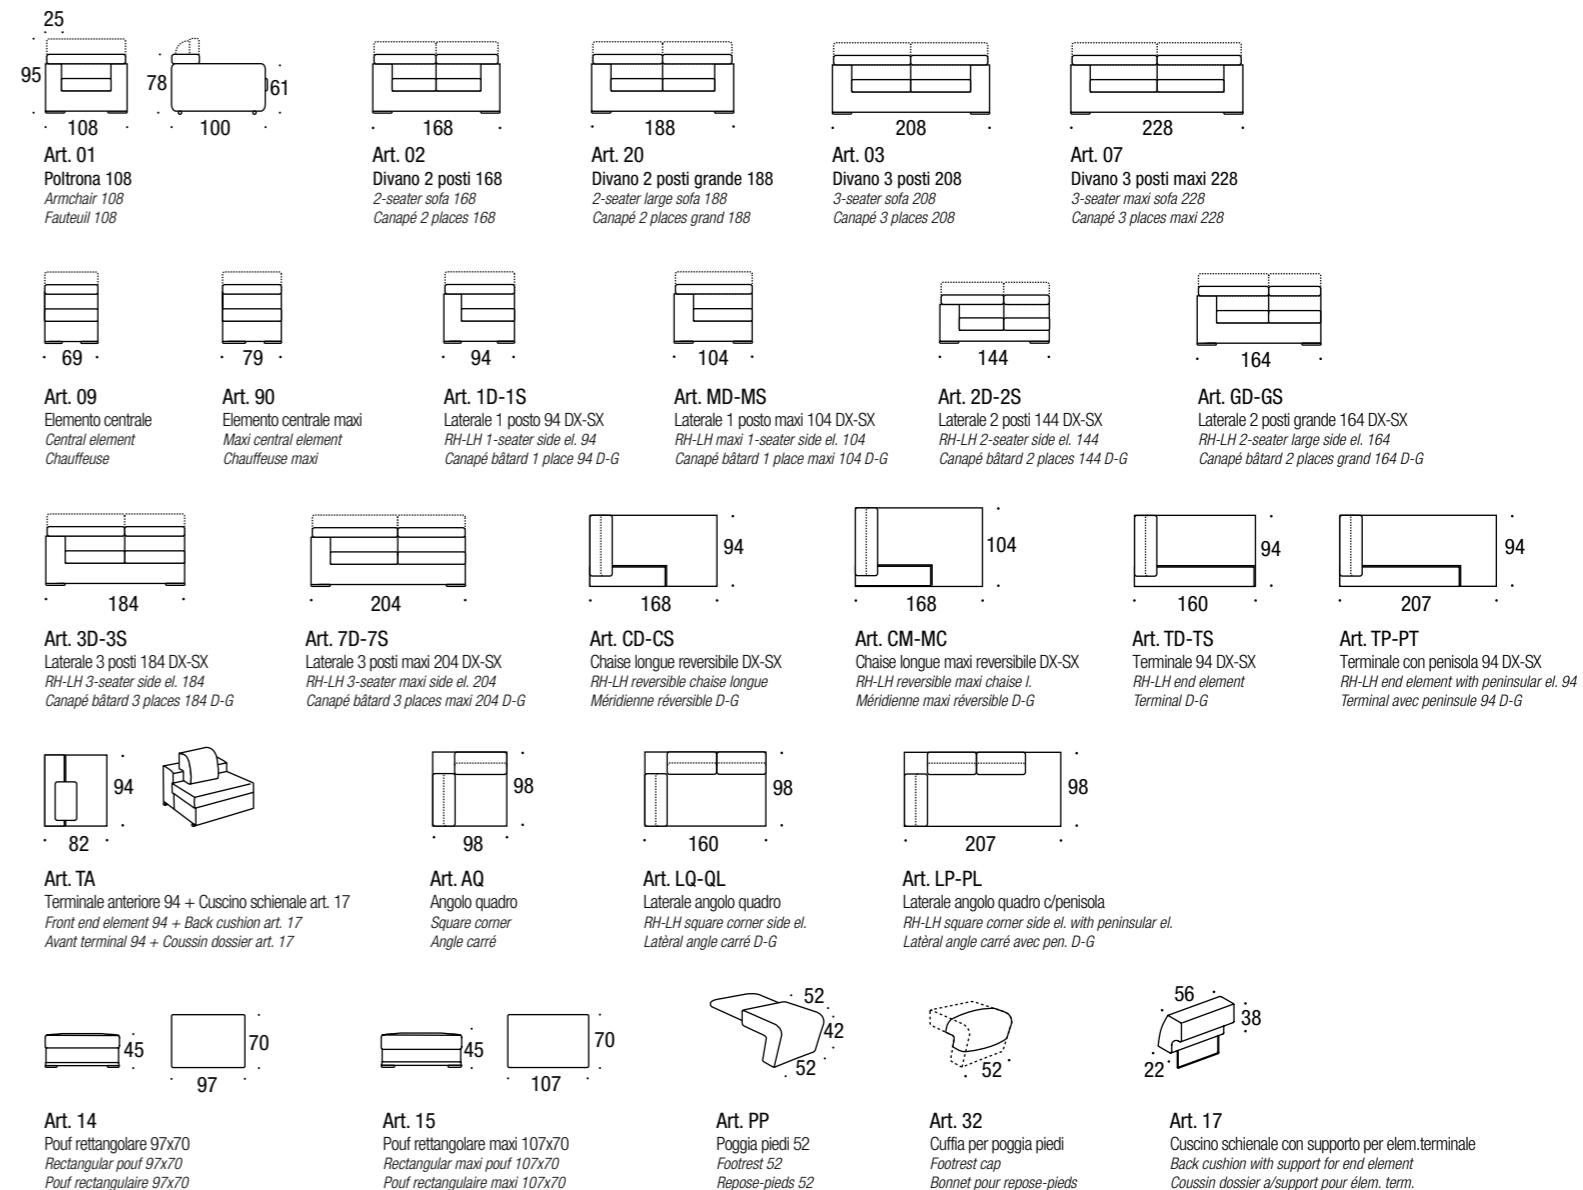 25
95
78
61
108
100
168
188
208
228
Art. 01
Poltrona 108
Armchair 108
Fauteuil 108
Art. 02
Divano 2 posti 168
2-seater sofa 168
Canapé 2 places 168
Art. 20
Divano 2 posti grande 188
2-seater large sofa 188
Canapé 2 places grand 188
Art. 03
Divano 3 posti 208
3-seater sofa 208
Canapé 3 places 208
Art. 07
Divano 3 posti maxi 228
3-seater maxi sofa 228
Canapé 3 places maxi 228
69
79
94
104
144
164
Art. 09
Elemento centrale
Central element
Chauffeuse
Art. 90
Elemento centrale maxi
Maxi central element
Chauffeuse maxi
Art. 1D-1S
Laterale 1 posto 94 DX-SX
RH-LH 1-seater side el. 94
Canapé bâtard 1 place 94 D-G
Art. MD-MS
Laterale 1 posto maxi 104 DX-SX
RH-LH maxi 1-seater side el. 104
Canapé bâtard 1 place maxi 104 D-G
Art. 2D-2S
Laterale 2 posti 144 DX-SX
RH-LH 2-seater side el. 144
Canapé bâtard 2 places 144 D-G
Art. GD-GS
Laterale 2 posti grande 164 DX-SX
RH-LH 2-seater large side el. 164
Canapé bâtard 2 places grand 164 D-G
184
204
94
168
104
168
94
160
94
207
Art. 3D-3S
Laterale 3 posti 184 DX-SX
RH-LH 3-seater side el. 184
Canapé bâtard 3 places 184 D-G
Art. 7D-7S
Laterale 3 posti maxi 204 DX-SX
RH-LH 3-seater maxi side el. 204
Canapé bâtard 3 places maxi 204 D-G
Art. CD-CS
Chaise longue reversibile DX-SX
RH-LH reversible chaise longue
Méridienne réversible D-G
Art. CM-MC
Chaise longue maxi reversibile DX-SX
RH-LH reversible maxi chaise l.
Méridienne maxi réversible D-G
Art. TD-TS
Terminale 94 DX-SX
RH-LH end element
Terminal D-G
Art. TP-PT
Terminale con penisola 94 DX-SX
RH-LH end element with peninsular el. 94
Terminal avec peninsule 94 D-G
94
82
98
98
98
160
98
207
Art. TA
Terminale anteriore 94 + Cuscino schienale art. 17
Front end element 94 + Back cushion art. 17
Avant terminal 94 + Coussin dossier art. 17
Art. AQ
Angolo quadro
Square corner
Angle carré
Art. LQ-QL
Laterale angolo quadro
RH-LH square corner side el.
Latèral angle carré D-G
Art. LP-PL
Laterale angolo quadro c/penisola
RH-LH square corner side el. with peninsular el.
Latèral angle carré avec pen. D-G
45
70
97
45
70
107
52
42
52
52
56
38
22
Art. 14
Pouf rettangolare 97x70
Rectangular pouf 97x70
Pouf rectangulaire 97x70
Art. 15
Pouf rettangolare maxi 107x70
Rectangular maxi pouf 107x70
Pouf rectangulaire maxi 107x70
Art. PP
Poggia piedi 52
Footrest 52
Repose-pieds 52
Art. 32
Cuffia per poggia piedi
Footrest cap
Bonnet pour repose-pieds
Art. 17
Cuscino schienale con supporto per elem.terminale
Back cushion with support for end element
Coussin dossier a/support pour élem. term.